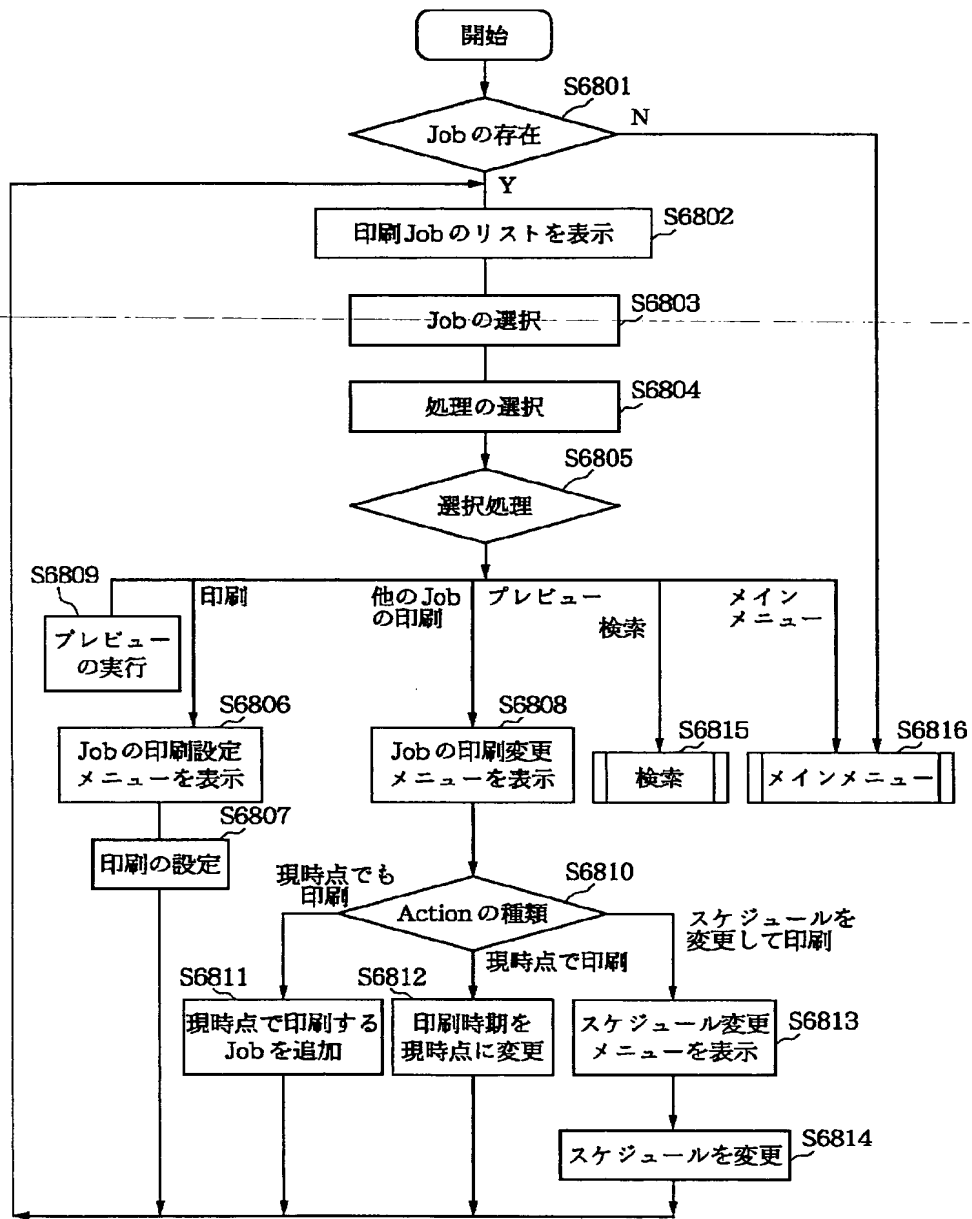 開始
S6801
Jobの存在
N
Y
S6802
印刷Jobのリストを表示
S6803
Jobの選択
S6804
処理の選択
S6805
選択処理
S6809
プレビュー
の実行
印刷
他のJob
の印刷
プレビュー
検索
メイン
メニュー
S6806
Jobの印刷設定
メニューを表示
S6808
Jobの印刷変更
メニューを表示
S6815
検索
S6816
メインメニュー
S6807
印刷の設定
現時点でも
印刷
S6810
Actionの種類
スケジュールを
変更して印刷
現時点で印刷
S6811
現時点で印刷する
Jobを追加
S6812
印刷時期を
現時点に変更
スケジュール変更
メニューを表示
S6813
スケジュールを変更
S6814